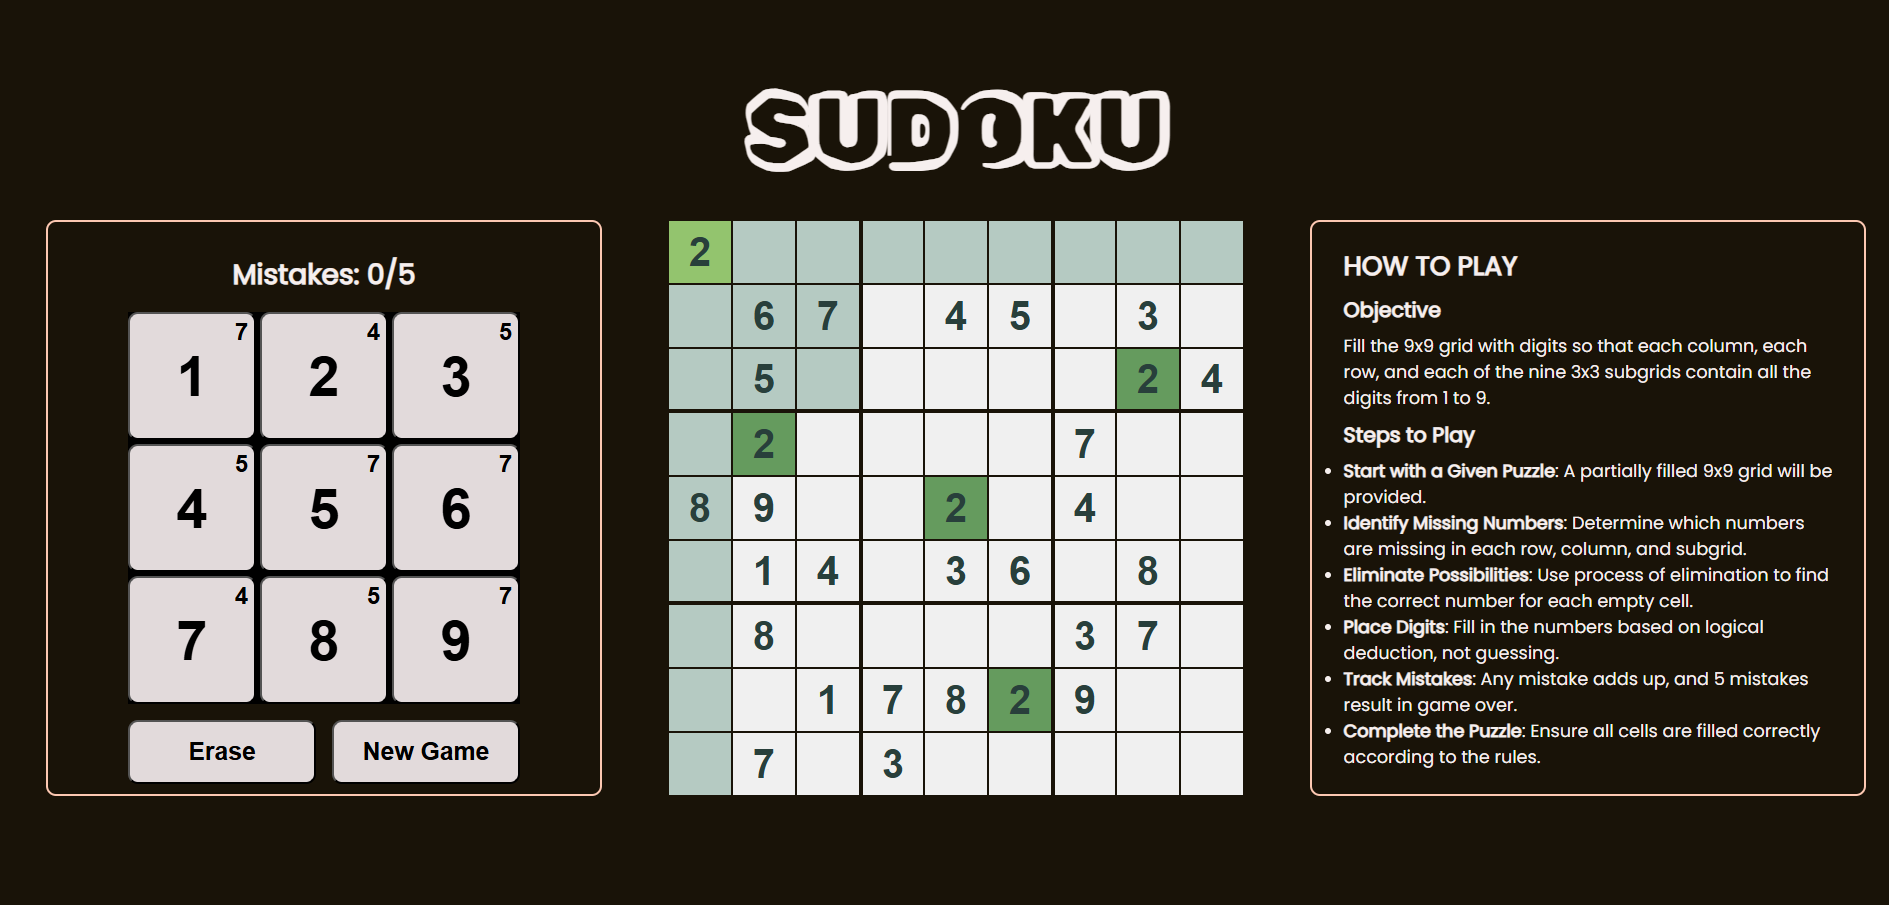 SUDOKU
Mistakes: 0/5
1 7 2 4 3 5
4 5 5 7 6 7
7 4 8 5 9 7
Erase New Game
2
6 7 4 5 3
5 2 4
2 7
8 9 2 4
1 4 3 6 8
8 3 7
1 7 8 2 9
7 3
HOW TO PLAY
Objective
Fill the 9x9 grid with digits so that each column, each
row, and each of the nine 3x3 subgrids contain all the
digits from 1 to 9.
Steps to Play
• Start with a Given Puzzle: A partially filled 9x9 grid will be
provided.
• Identify Missing Numbers: Determine which numbers
are missing in each row, column, and subgrid.
• Eliminate Possibilities: Use process of elimination to find
the correct number for each empty cell.
• Place Digits: Fill in the numbers based on logical
deduction, not guessing.
• Track Mistakes: Any mistake adds up, and 5 mistakes
result in game over.
• Complete the Puzzle: Ensure all cells are filled correctly
according to the rules.